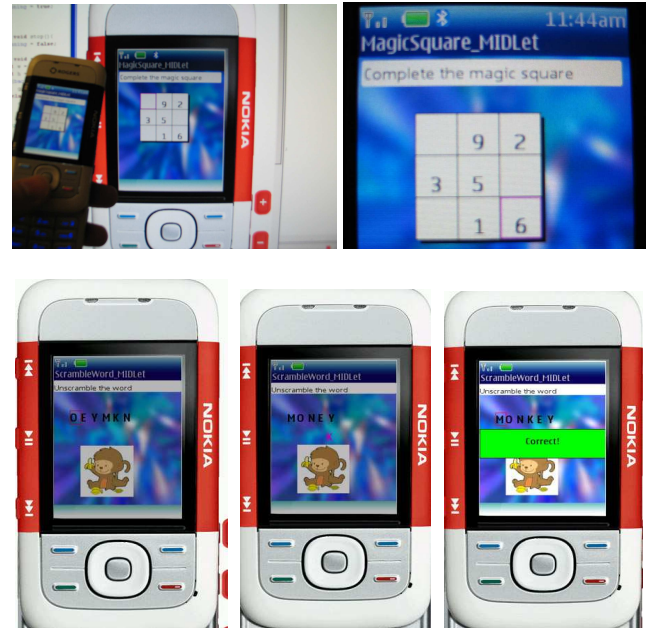 MagicSquare_MIDLet
Complete the magic square
9 2
3 5
1 6
NOKIA
11:44am
MagicSquare_MIDLet
Complete the magic square
9 2
3 5
1 6
ScrambleWord_MIDLet
Unscramble the word
O E Y M K N
NOKIA
ScrambleWord_MIDLet
Unscramble the word
M O N E Y
K
NOKIA
ScrambleWord_MIDLet
Unscramble the word
M O N K E Y
Correct!
NOKIA